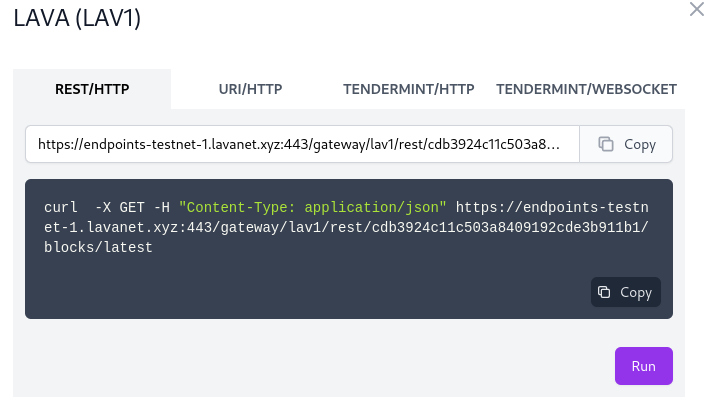 LAVA (LAV1)
REST/HTTP URI/HTTP TENDERMINT/HTTP TENDERMINT/WEBSOCKET
https://endpoints-testnet-1.lavanet.xyz:443/gateway/lav1/rest/cdb3924c11c503a8... Copy
curl  -X GET -H "Content-Type: application/json" https://endpoints-testn
et-1.lavanet.xyz:443/gateway/lav1/rest/cdb3924c11c503a8409192cde3b911b1/
blocks/latest
Copy
Run